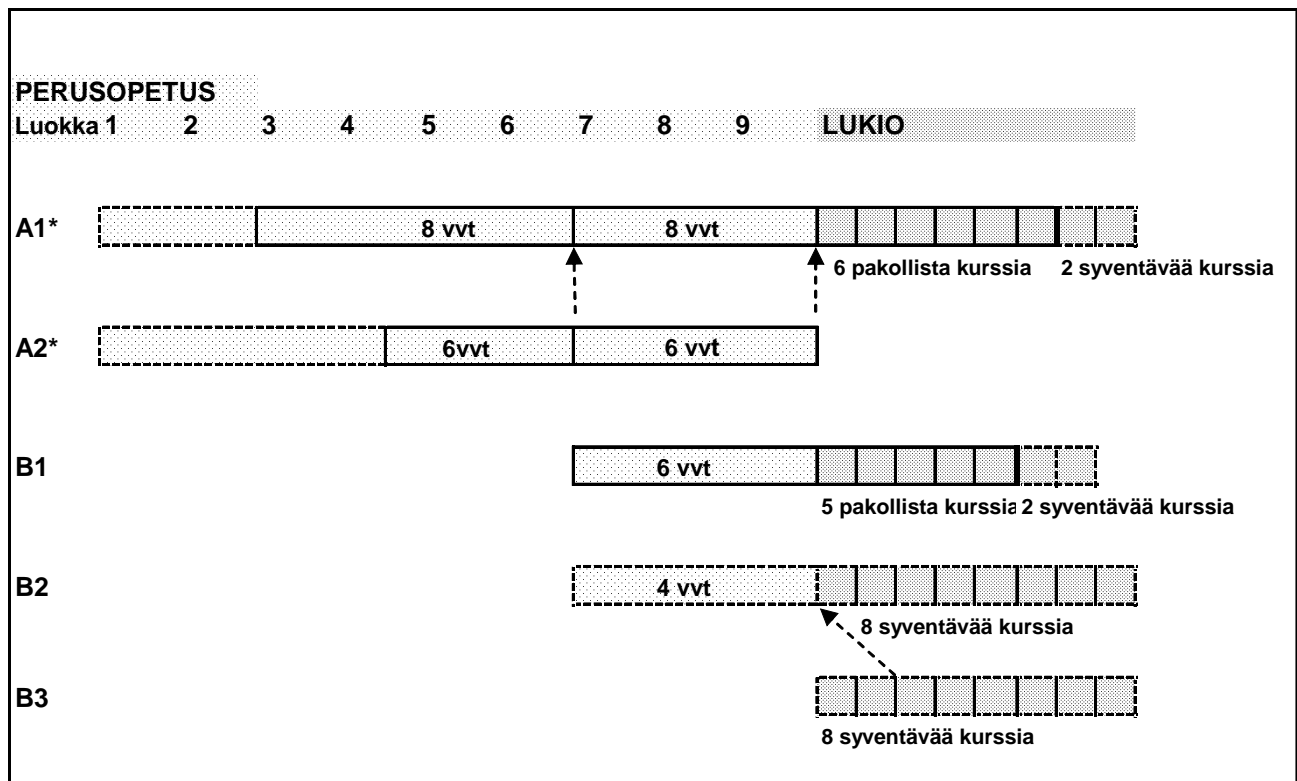 PERUSOPETUS
Luokka 1 2 3 4 5 6 7 8 9 LUKIO
A1* 8 vvt 8 vvt
6 pakollista kurssia 2 syventävää kurssia
A2* 6vvt 6 vvt
B1 6 vvt
5 pakollista kurssia 2 syventävää kurssia
B2 4 vvt
8 syventävää kurssia
B3
8 syventävää kurssia